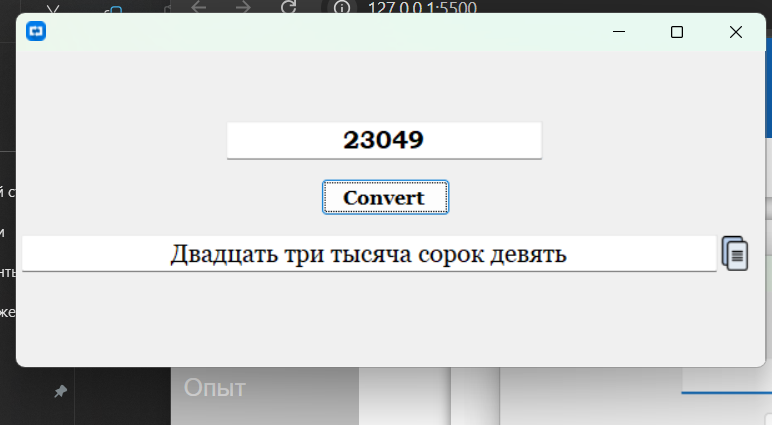 127.0.0.1:5500
23049
Convert
Двадцать три тысяча сорок девять
Опыт